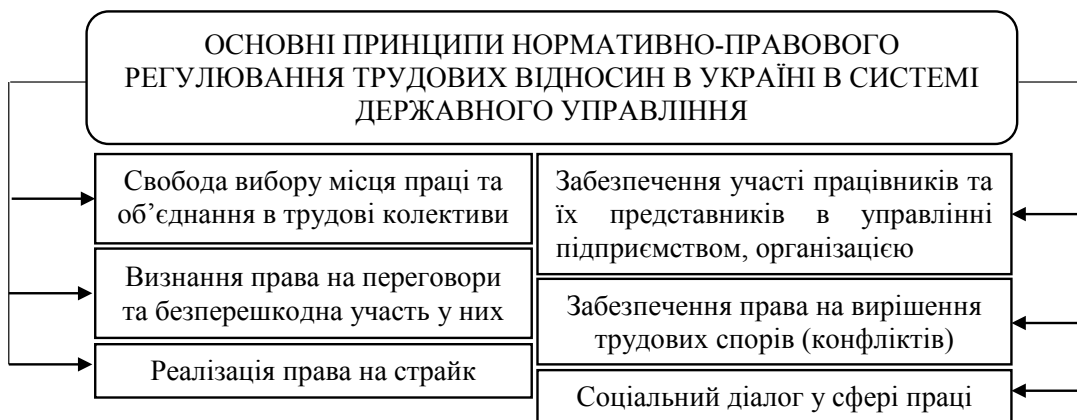 ОСНОВНІ ПРИНЦИПИ НОРМАТИВНО-ПРАВОВОГО
РЕГУЛЮВАННЯ ТРУДОВИХ ВІДНОСИН В УКРАЇНІ В СИСТЕМІ
ДЕРЖАВНОГО УПРАВЛІННЯ
Свобода вибору місця праці та
об’єднання в трудові колективи
Визнання права на переговори
та безперешкодна участь у них
Реалізація права на страйк
Забезпечення участі працівників та
їх представників в управлінні
підприємством, організацією
Забезпечення права на вирішення
трудових спорів (конфліктів)
Соціальний діалог у сфері праці